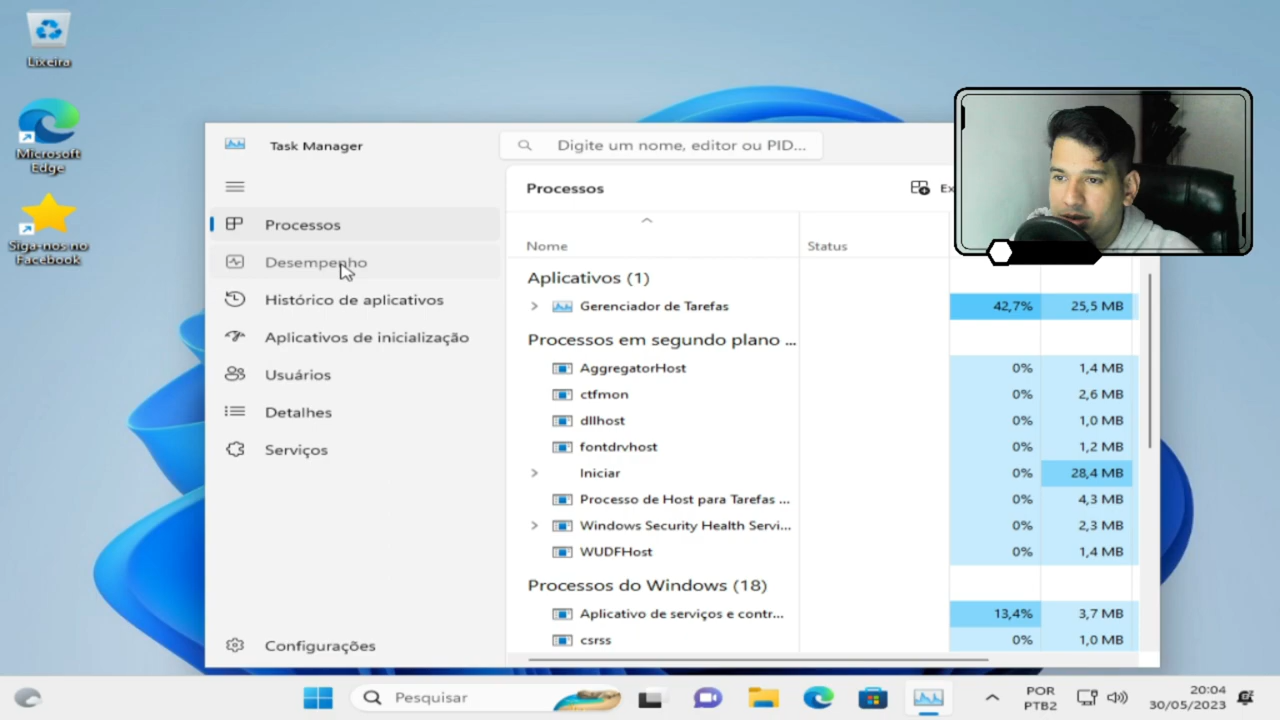 Lixeira
Microsoft
Edge
Siga-nos no
Facebook
Task Manager
Digite um nome, editor ou PID...
Processos
Desempenho
Histórico de aplicativos
Aplicativos de inicialização
Usuários
Detalhes
Serviços
Configurações
Processos
Ex
Nome
Status
Aplicativos (1)
Gerenciador de Tarefas 42,7% 25,5 MB
Processos em segundo plano ...
AggregatorHost 0% 1,4 MB
ctfmon 0% 2,6 MB
dllhost 0% 1,0 MB
fontdrvhost 0% 1,2 MB
Iniciar 0% 28,4 MB
Processo de Host para Tarefas ... 0% 4,3 MB
Windows Security Health Servi... 0% 2,3 MB
WUDFHost 0% 1,4 MB
Processos do Windows (18)
Aplicativo de serviços e contr... 13,4% 3,7 MB
csrss 0% 1,0 MB
Pesquisar
POR
PTB2
20:04
30/05/2023